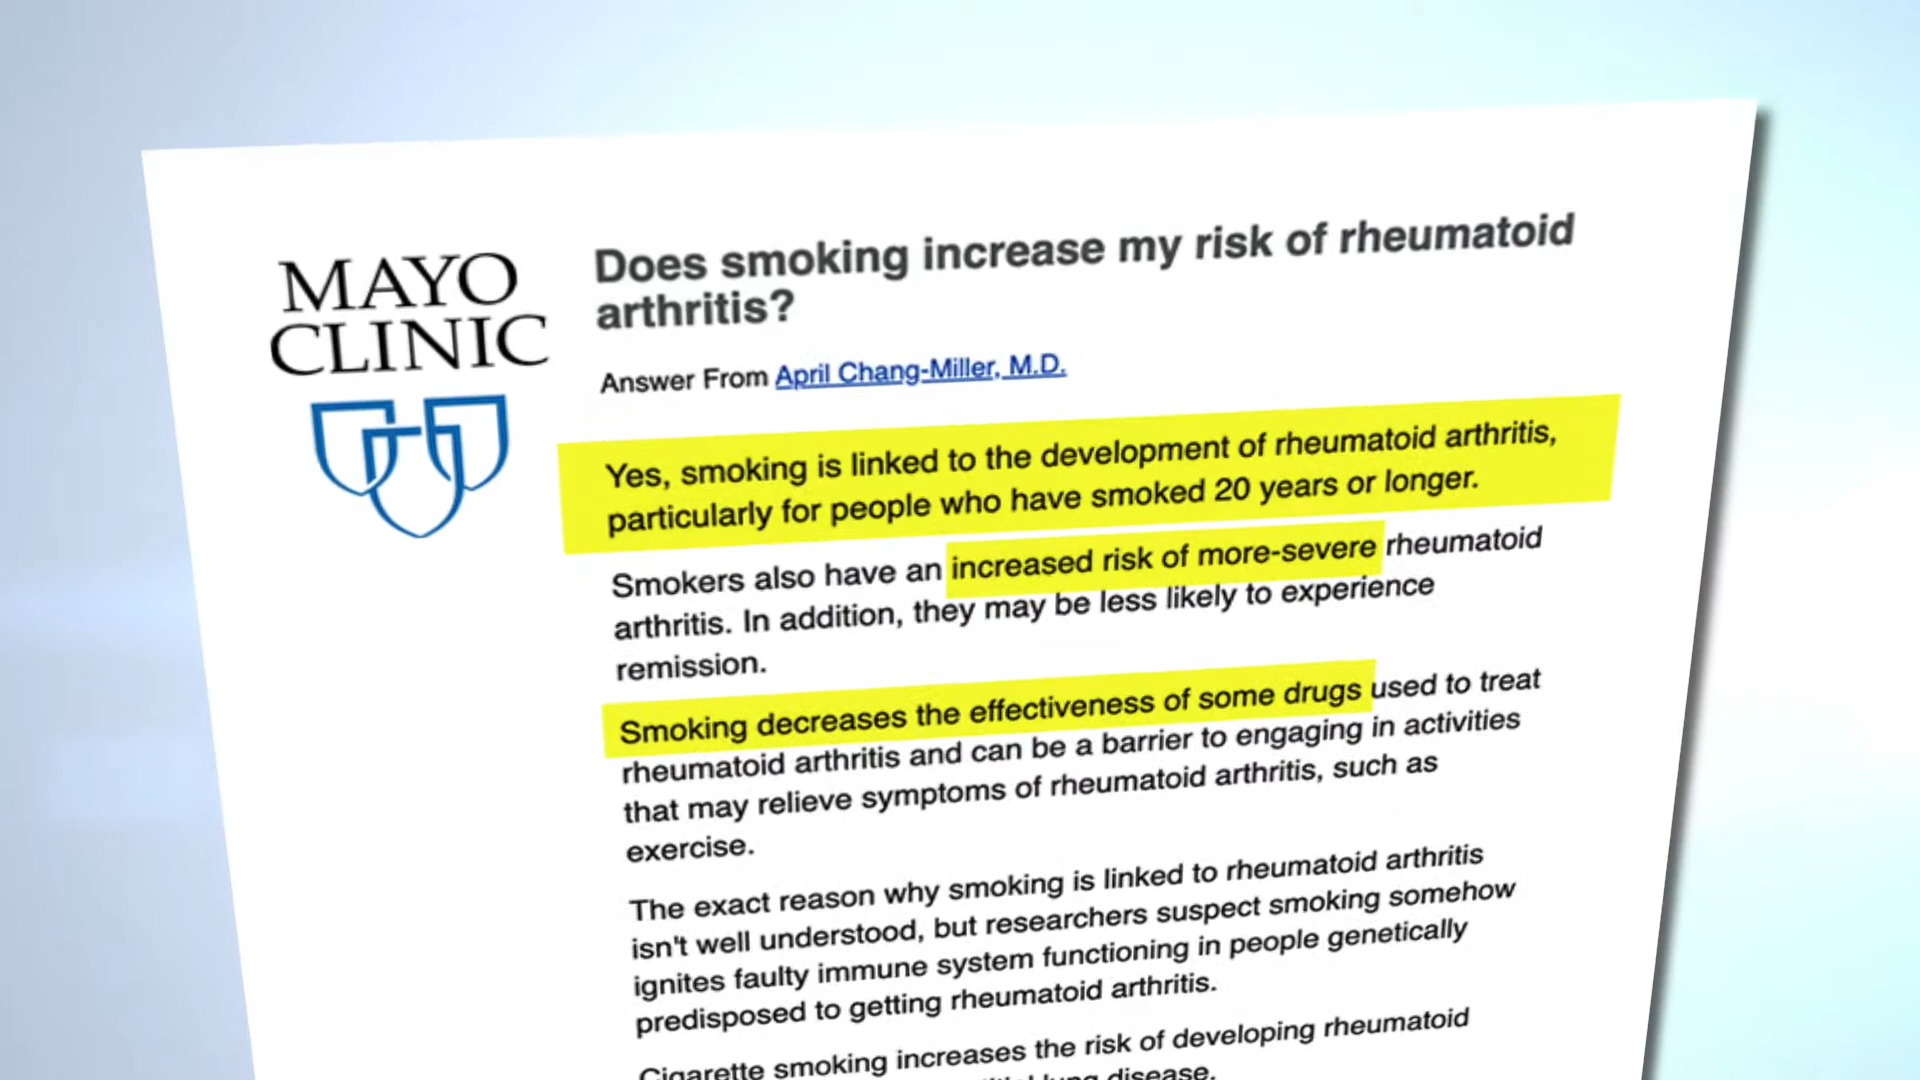 MAYO
CLINIC
Does smoking increase my risk of rheumatoid
arthritis?
Answer From April Chang-Miller, M.D.
Yes, smoking is linked to the development of rheumatoid arthritis,
particularly for people who have smoked 20 years or longer.
Smokers also have an increased risk of more-severe rheumatoid
arthritis. In addition, they may be less likely to experience
remission.
Smoking decreases the effectiveness of some drugs used to treat
rheumatoid arthritis and can be a barrier to engaging in activities
that may relieve symptoms of rheumatoid arthritis, such as
exercise.
The exact reason why smoking is linked to rheumatoid arthritis
isn't well understood, but researchers suspect smoking somehow
ignites faulty immune system functioning in people genetically
predisposed to getting rheumatoid arthritis.
Cigarette smoking increases the risk of developing rheumatoid
lung disease.